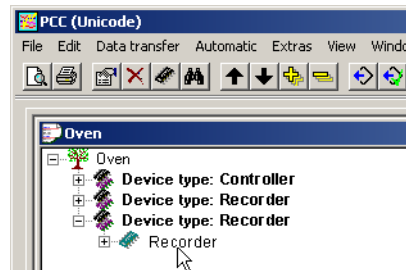 PCC (Unicode)
File Edit Data transfer Automatic Extras View Windo
Oven
Oven
Device type: Controller
Device type: Recorder
Device type: Recorder
Recorder